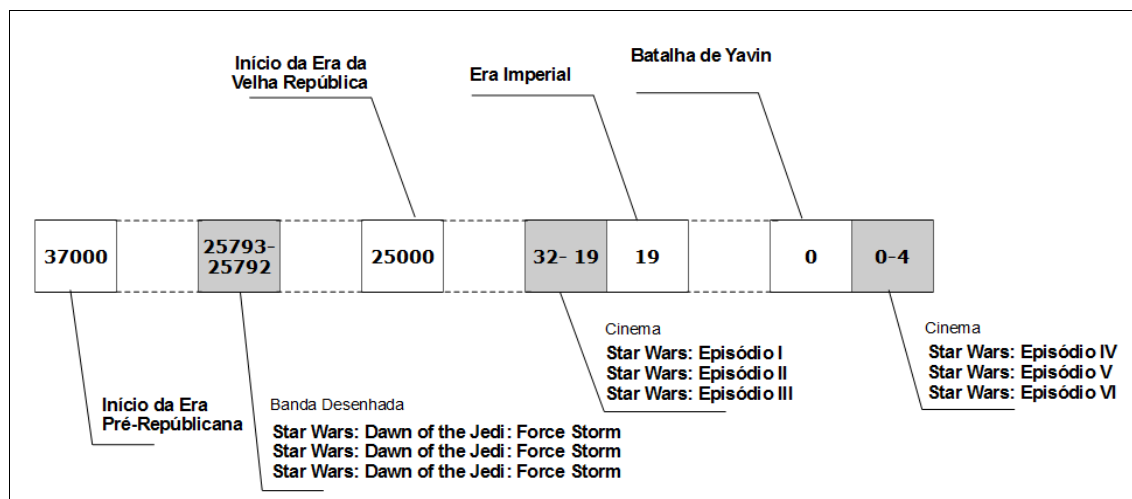 Início da Era da
Velha República
Era Imperial
Batalha de Yavin
37000
25793-
25792
25000
32- 19
19
0
0-4
Início da Era
Pré-Repúblicana
Banda Desenhada
Star Wars: Dawn of the Jedi: Force Storm
Star Wars: Dawn of the Jedi: Force Storm
Star Wars: Dawn of the Jedi: Force Storm
Cinema
Star Wars: Episódio I
Star Wars: Episódio II
Star Wars: Episódio III
Cinema
Star Wars: Episódio IV
Star Wars: Episódio V
Star Wars: Episódio VI